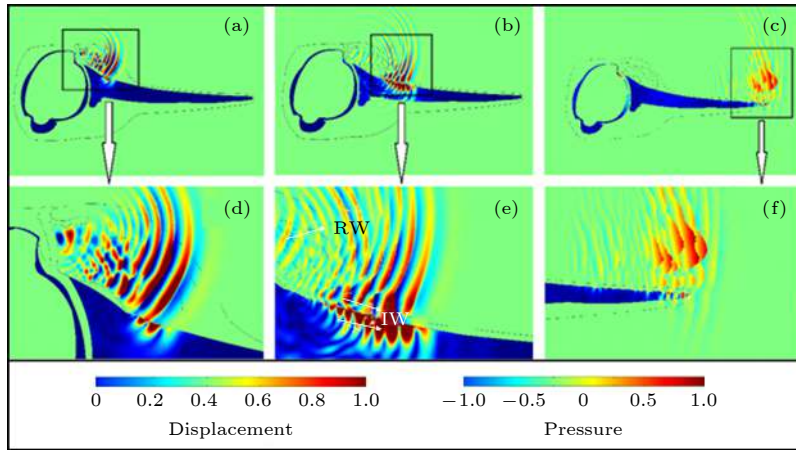 (a) (b) (c)
(d) (e) (f)
RW
IW
0 0.2 0.4 0.6 0.8 1.0 −1.0 −0.5 0 0.5 1.0
Displacement Pressure